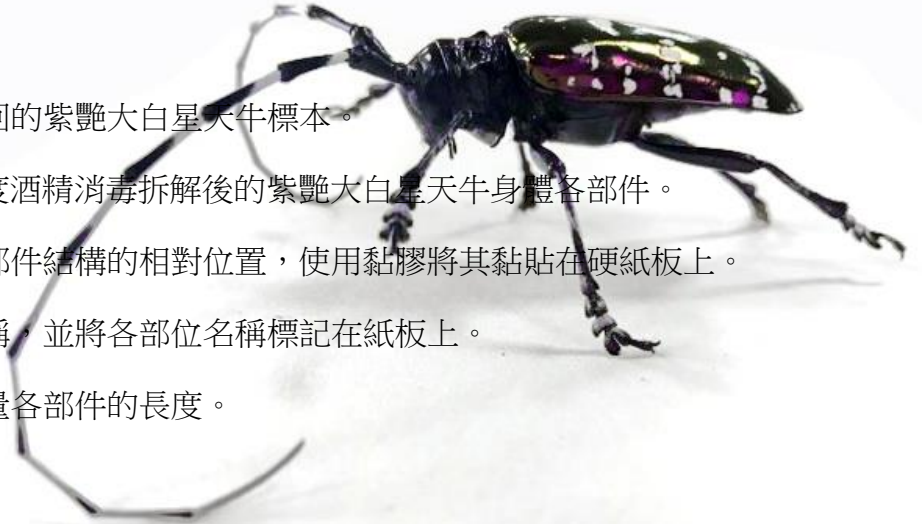 回的紫艷大白星天牛標本。
度酒精消毒拆解後的紫艷大白星天牛身體各部件。
部件結構的相對位置，使用黏膠將其黏貼在硬紙板上。
稱，並將各部位名稱標記在紙板上。
量各部件的長度。